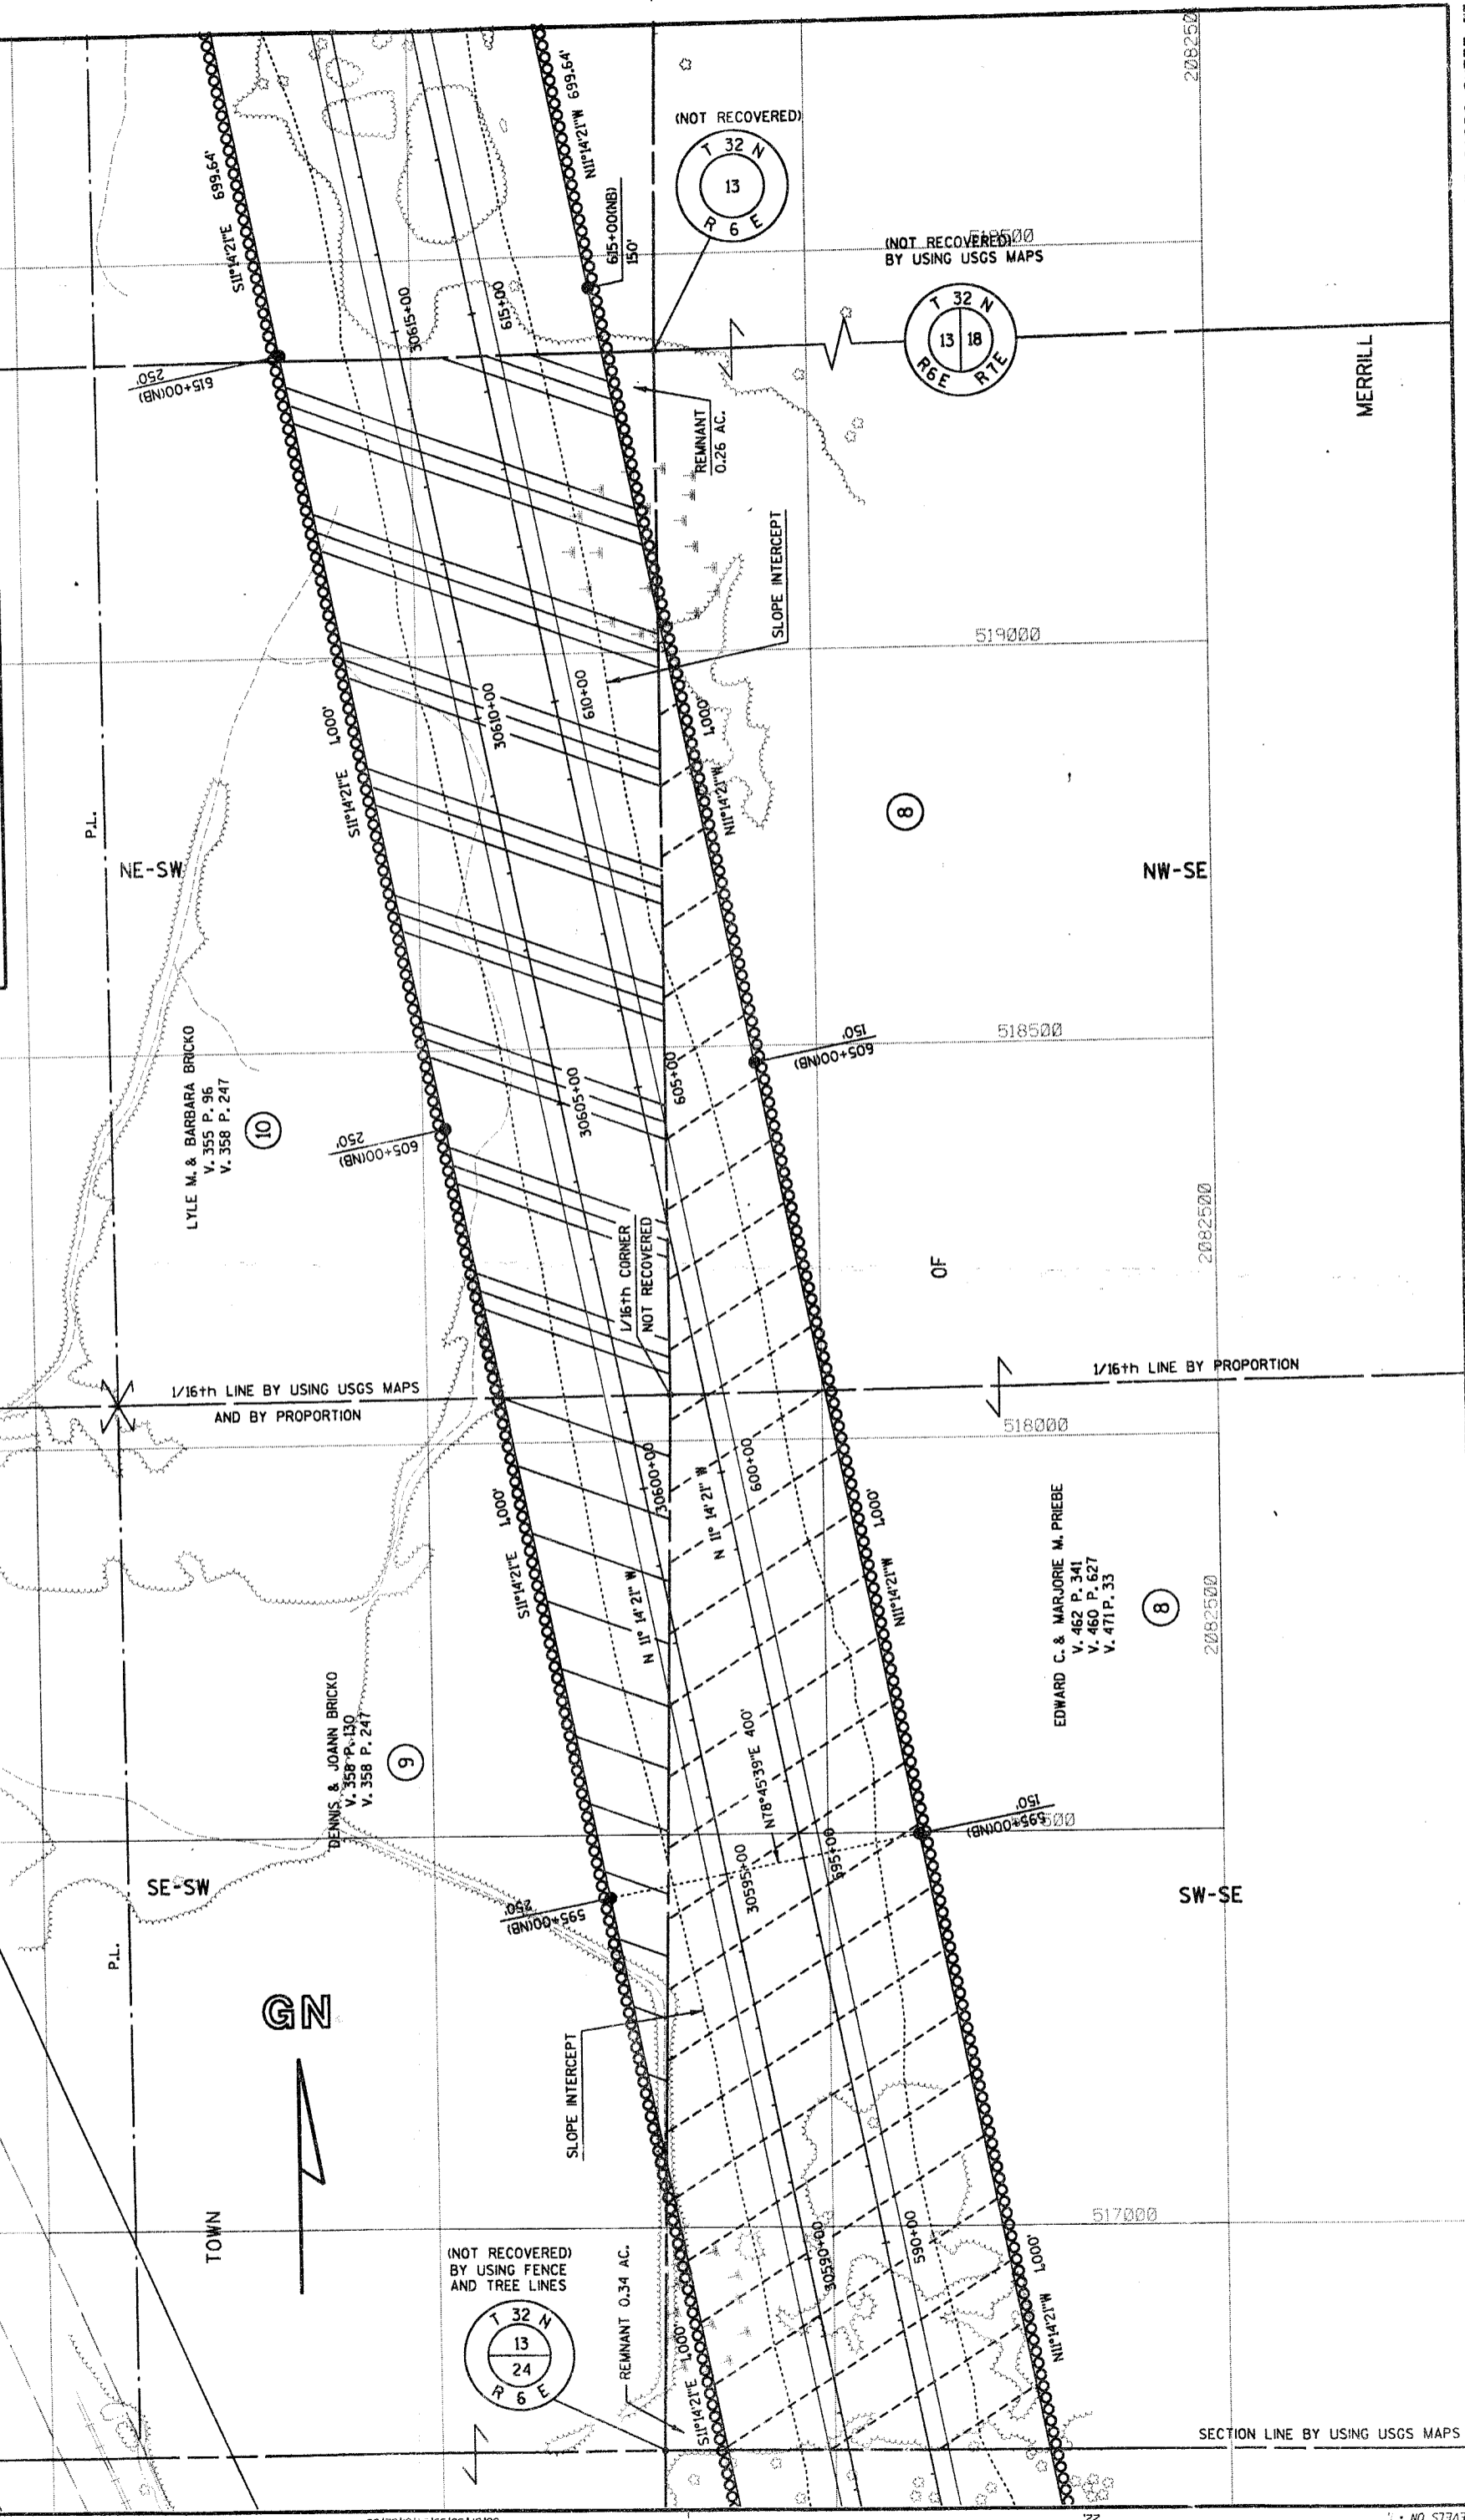 2082500
S11°14'21"E 699.64'
N11°14'21"W 699.64'
(NOT RECOVERED)
T 32 N
13
R 6 E
615+00(NB)
150'
(NOT RECOVERED)
BY USING USGS MAPS
T 32 N
13 18
R6E R7E
MERRILL
615+00(NB)
250'
30615+00
615+00
REMNANT
0.26 AC.
SLOPE INTERCEPT
519000
P.L.
NE-SW
S11°14'21"E 1,000'
30610+00
610+00
N11°14'21"W 1,000'
8
NW-SE
LYLE M. & BARBARA BRICKO
V. 355 P. 96
V. 358 P. 247
10
605+00(NB)
250'
30605+00
605+00
605+00(NB)
150'
518500
2082500
1/16th CORNER
NOT RECOVERED
OF
1/16th LINE BY USING USGS MAPS
AND BY PROPORTION
1/16th LINE BY PROPORTION
518000
S11°14'21"E 1,000'
30600+00
N 11° 14' 21" W
N 11° 14' 21" W
600+00
N11°14'21"W 1,000'
EDWARD C. & MARJORIE M. PRIEBE
V. 462 P. 341
V. 460 P. 627
V. 471 P. 33
8
2082500
DENNIS & JOANN BRICKO
V. 358 P. 130
V. 358 P. 247
9
SE-SW
595+00(NB)
250'
N78°45'39"E 400'
30595+00
595+00
595+00(NB)
150'
SW-SE
P.L.
GN
SLOPE INTERCEPT
TOWN
517000
(NOT RECOVERED)
BY USING FENCE
AND TREE LINES
T 32 N
13
24
R 6 E
REMNANT 0.34 AC.
S11°14'21"E 1,000'
30590+00
590+00
N11°14'21"W 1,000'
SECTION LINE BY USING USGS MAPS